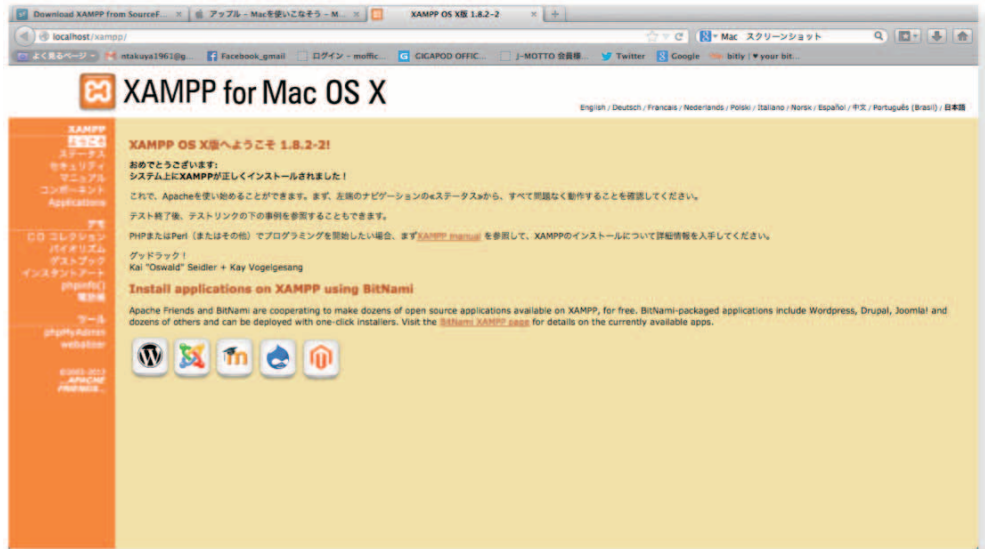 Download XAMPP from SourceF...
アップル - Macを使いこなそう - M...
XAMPP OS X版 1.8.2-2
localhost/xampp/
Mac スクリーンショット
よく見るページ
ntakuya1961@g...
Facebook_gmail
ログイン - moffic...
CICAPOD OFFIC...
J-MOTTO 会員様...
Twitter
Google
bitly | ♥ your bit...
XAMPP for Mac OS X
English / Deutsch / Francais / Nederlands / Polski / Italiano / Norsk / Español / 中文 / Português (Brasil) / 日本語
XAMPP
ようこそ
ステータス
セキュリティ
マニュアル
コンポーネント
Applications
デモ
CD コレクション
バイオリズム
ゲストブック
インスタントアート
phpinfo()
電話帳
ツール
phpMyAdmin
webalizer
©2002-2013
...APACHE
FRIENDS...
XAMPP OS X版へようこそ 1.8.2-2!
おめでとうございます:
システム上にXAMPPが正しくインストールされました！
これで、Apacheを使い始めることができます。まず、左端のナビゲーションの«ステータス»から、すべて問題なく動作することを確認してください。
テスト終了後、テストリンクの下の事例を参照することもできます。
PHPまたはPerl（またはその他）でプログラミングを開始したい場合、まずXAMPP manual を参照して、XAMPPのインストールについて詳細情報を入手してください。
グッドラック！
Kai "Oswald" Seidler + Kay Vogelgesang
Install applications on XAMPP using BitNami
Apache Friends and BitNami are cooperating to make dozens of open source applications available on XAMPP, for free. BitNami-packaged applications include Wordpress, Drupal, Joomla! and
dozens of others and can be deployed with one-click installers. Visit the BitNami XAMPP page for details on the currently available apps.